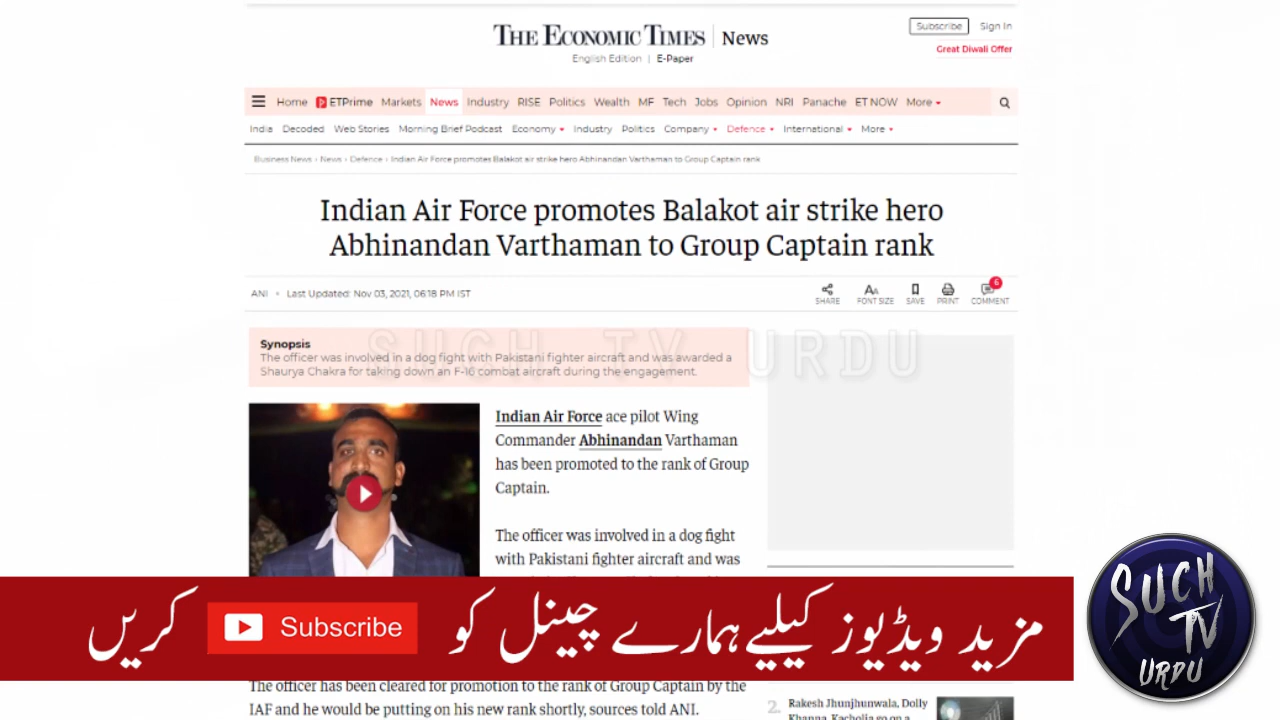 THE ECONOMIC TIMES | News
Subscribe Sign In
English Edition | E-Paper
Great Diwali Offer
Home ETPrime Markets News Industry RISE Politics Wealth MF Tech Jobs Opinion NRI Panache ET NOW More
India Decoded Web Stories Morning Brief Podcast Economy Industry Politics Company Defence International More
Business News › News › Defence › Indian Air Force promotes Balakot air strike hero Abhinandan Varthaman to Group Captain rank
Indian Air Force promotes Balakot air strike hero
Abhinandan Varthaman to Group Captain rank
ANI • Last Updated: Nov 03, 2021, 06:18 PM IST
6
SHARE FONT SIZE SAVE PRINT COMMENT
SUCH TV URDU
Synopsis
The officer was involved in a dog fight with Pakistani fighter aircraft and was awarded a
Shaurya Chakra for taking down an F-16 combat aircraft during the engagement.
Indian Air Force ace pilot Wing
Commander Abhinandan Varthaman
has been promoted to the rank of Group
Captain.
The officer was involved in a dog fight
with Pakistani fighter aircraft and was
مزید ویڈیوز کیلیے ہمارے چینل کو Subscribe کریں
SUCH
TV
URDU
The officer has been cleared for promotion to the rank of Group Captain by the
IAF and he would be putting on his new rank shortly, sources told ANI.
2. Rakesh Jhunjhunwala, Dolly
Khanna, Kacholia go on a